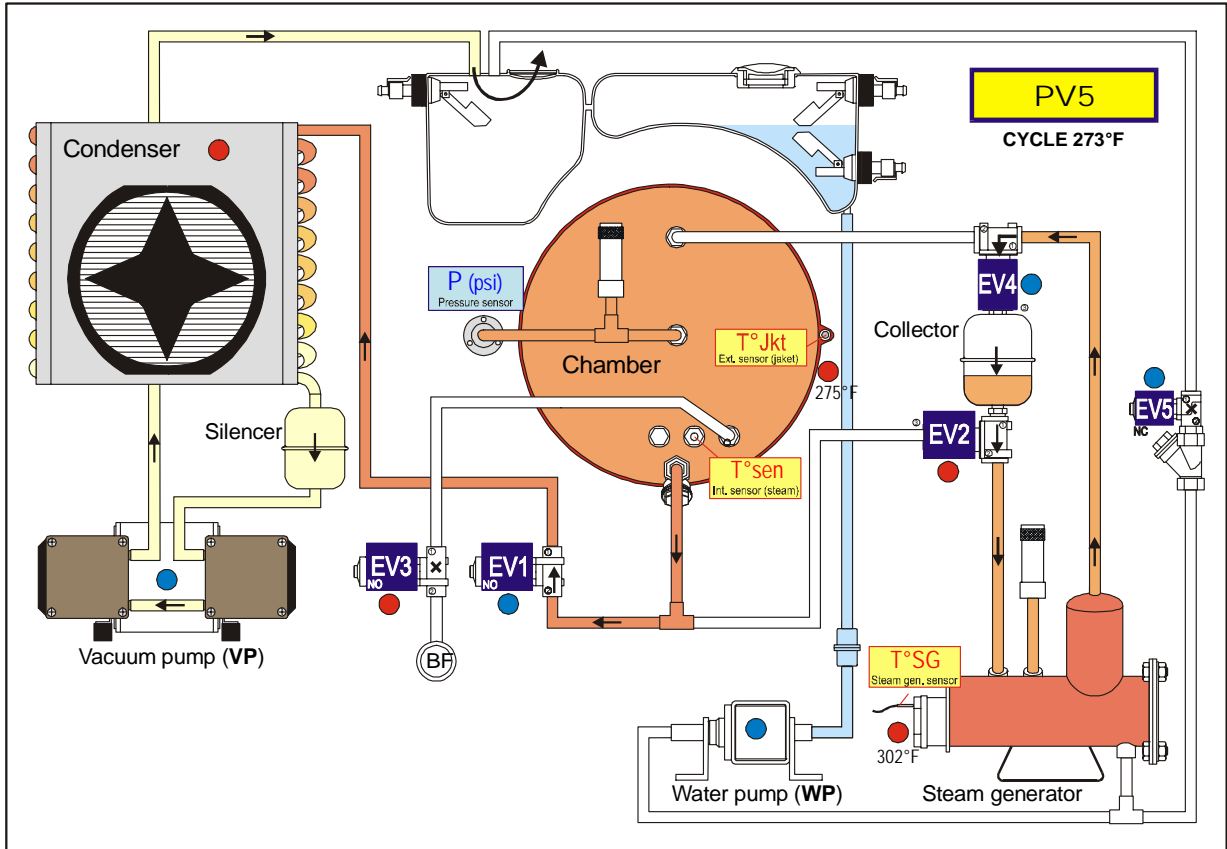 PV5
CYCLE 273°F
Condenser
P (psi)
Pressure sensor
EV4
Collector
T°Jkt
Ext. sensor (jaket)
275°F
Chamber
EV5
NC
Silencer
EV2
T°sen
Int. sensor (steam)
EV3
NO
EV1
NO
BF
Vacuum pump (VP)
T°SG
Steam gen. sensor
302°F
Water pump (WP)
Steam generator